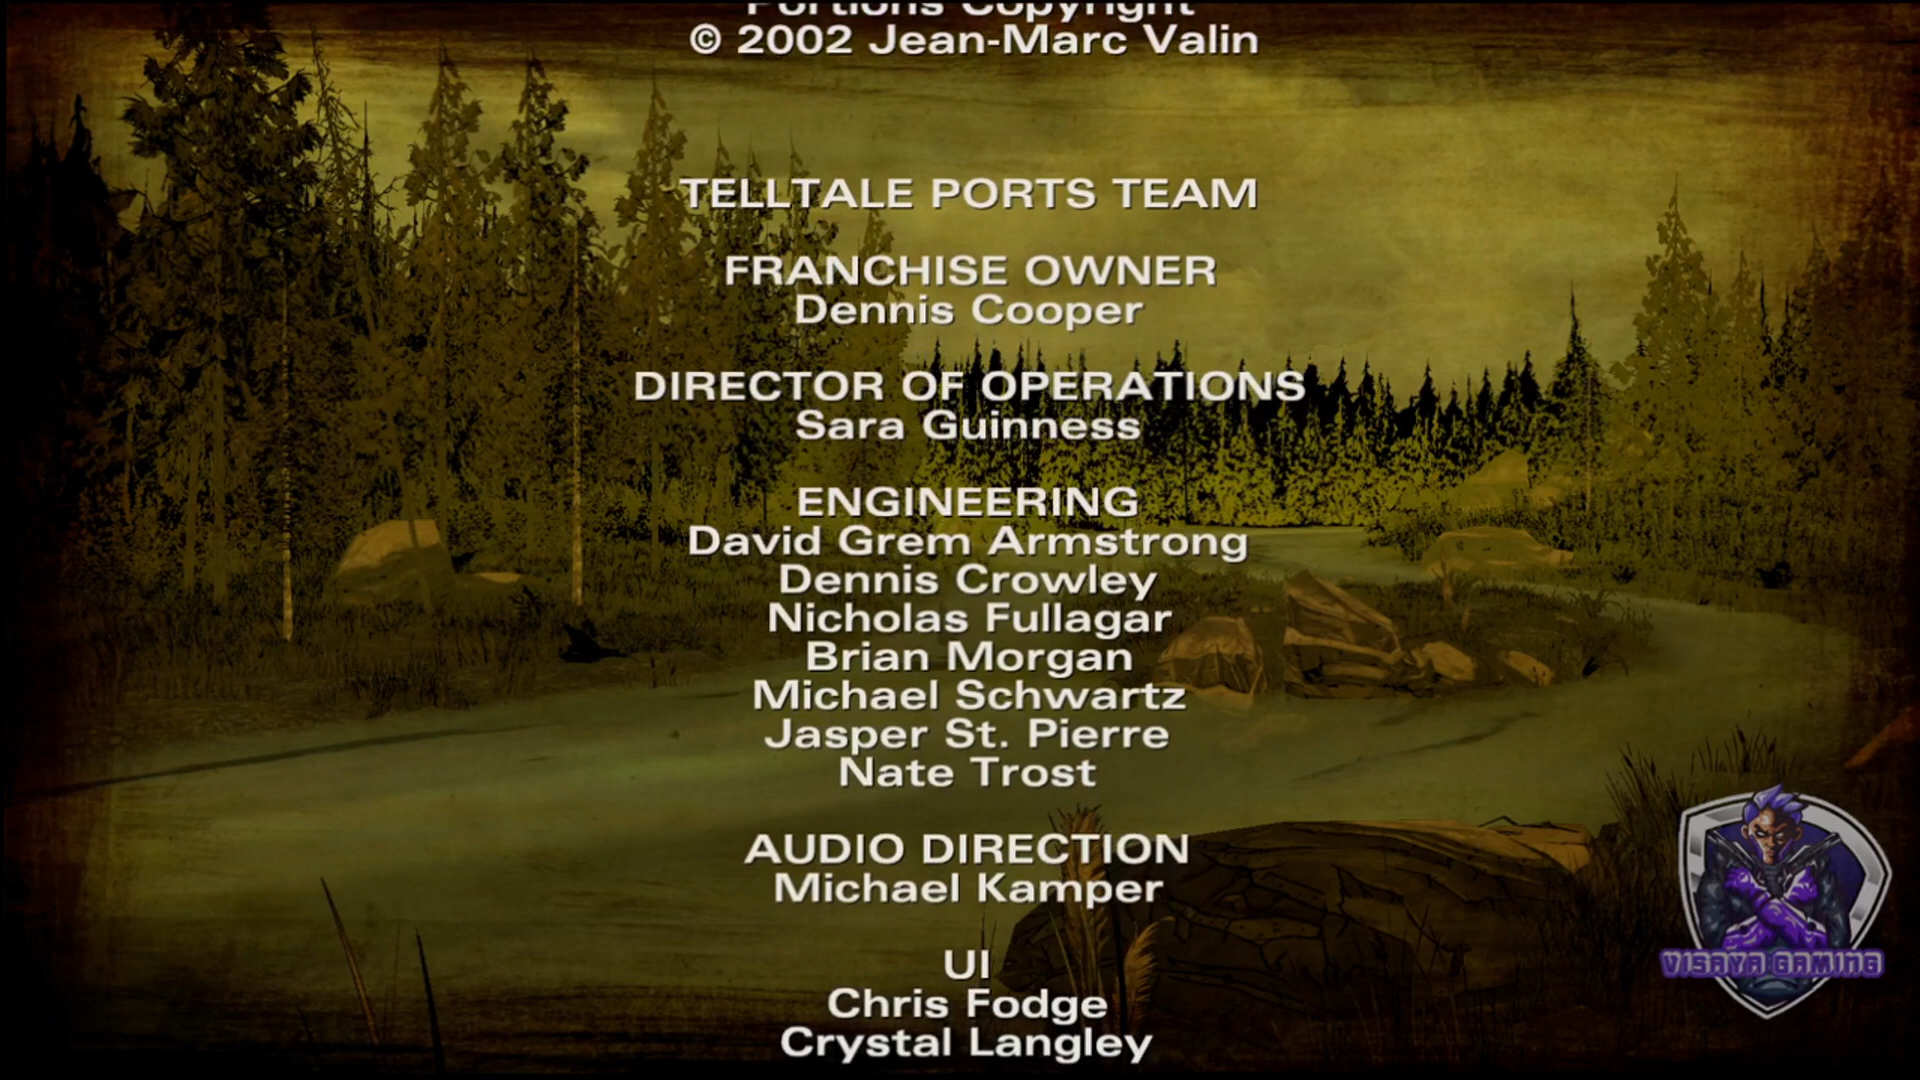 Portions Copyright
© 2002 Jean-Marc Valin
TELLTALE PORTS TEAM
FRANCHISE OWNER
Dennis Cooper
DIRECTOR OF OPERATIONS
Sara Guinness
ENGINEERING
David Grem Armstrong
Dennis Crowley
Nicholas Fullagar
Brian Morgan
Michael Schwartz
Jasper St. Pierre
Nate Trost
AUDIO DIRECTION
Michael Kamper
UI
Chris Fodge
Crystal Langley
VISAYA GAMING